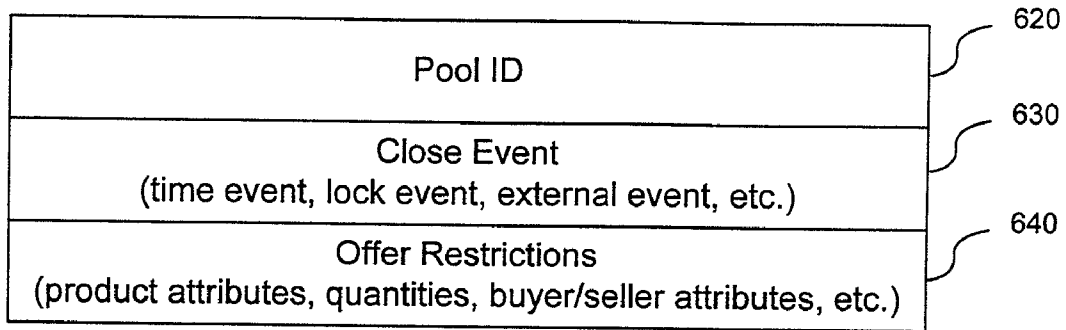 620
Pool ID
630
Close Event
(time event, lock event, external event, etc.)
640
Offer Restrictions
(product attributes, quantities, buyer/seller attributes, etc.)